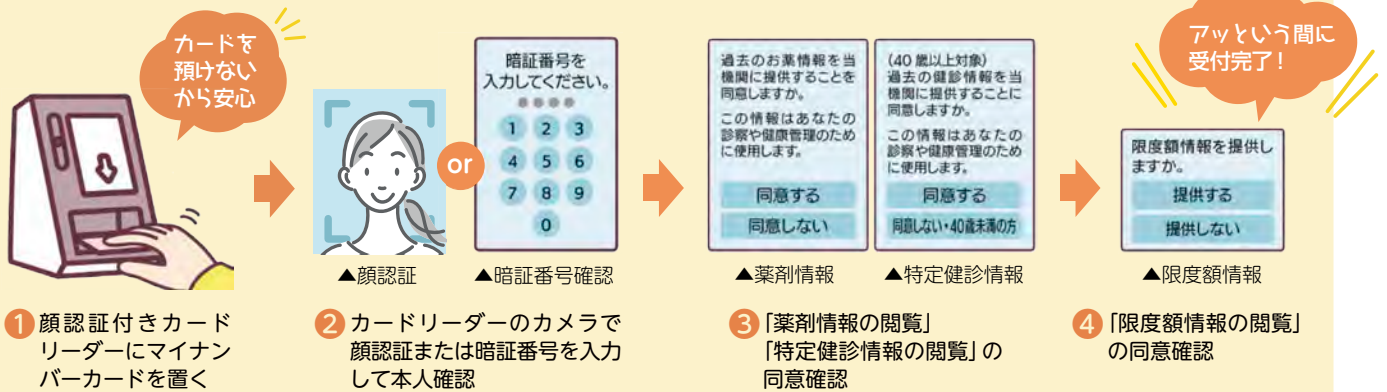 カードを
預けない
から安心
アッという間に
受付完了!
暗証番号を
入力してください。
1 2 3
4 5 6
7 8 9
0
or
過去のお薬情報を当
機関に提供することを
同意しますか。
この情報はあなたの
診察や健康管理のため
に使用します。
同意する
同意しない
(40歳以上対象)
過去の健診情報を当
機関に提供することに
同意しますか。
この情報はあなたの
診察や健康管理のため
に使用します。
同意する
同意しない・40歳未満の方
限度額情報を提供し
ますか。
提供する
提供しない
▲顔認証
▲暗証番号確認
▲薬剤情報
▲特定健診情報
▲限度額情報
1 顔認証付きカード
リーダーにマイナン
バーカードを置く
2 カードリーダーのカメラで
顔認証または暗証番号を入力
して本人確認
3 「薬剤情報の閲覧」
「特定健診情報の閲覧」の
同意確認
4 「限度額情報の閲覧」
の同意確認